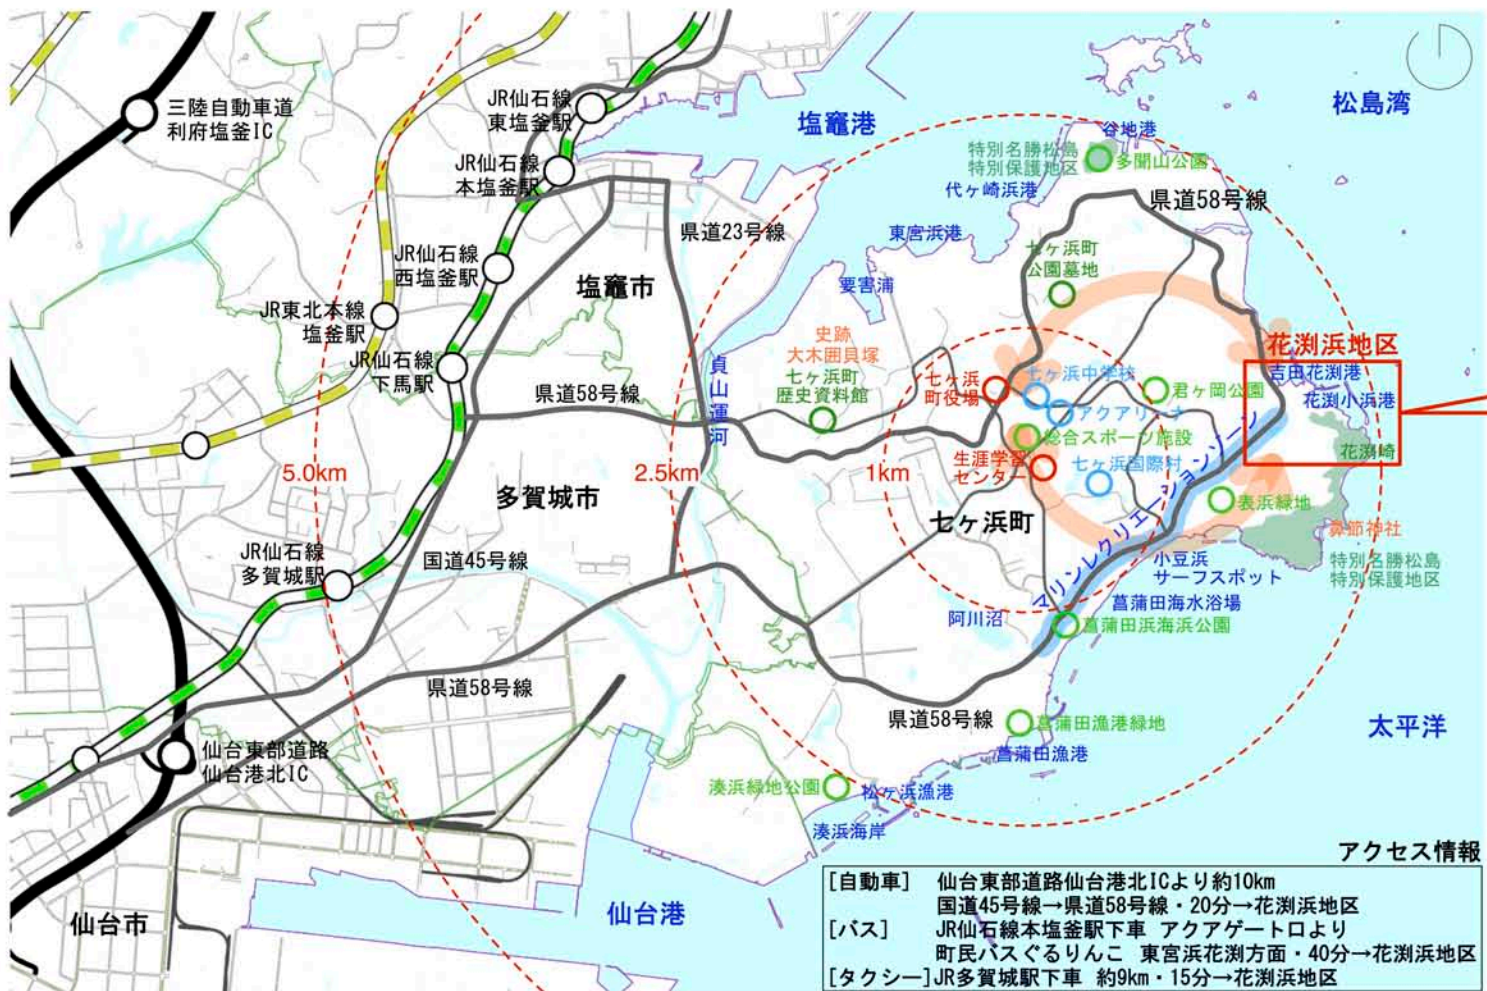 三陸自動車道
利府塩釜IC
JR仙石線
東塩釜駅
JR仙石線
本塩釜駅
JR仙石線
西塩釜駅
JR東北本線
塩釜駅
JR仙石線
下馬駅
JR仙石線
多賀城駅
仙台東部道路
仙台港北IC
塩竈港
松島湾
谷地港
特別名勝松島
特別保護地区
多聞山公園
代ヶ崎浜港
県道58号線
東宮浜港
県道23号線
七ヶ浜町
公園墓地
塩竈市
要害浦
史跡
大木囲貝塚
七ヶ浜町
歴史資料館
貞山運河
県道58号線
花渕浜地区
吉田花渕港
花渕小浜港
花渕崎
七ヶ浜
町役場
七ヶ浜中学校
アクアリーナ
君ヶ岡公園
総合スポーツ施設
生涯学習
センター
七ヶ浜国際村
5.0km
2.5km
1km
多賀城市
七ヶ浜町
マリンレクリエーションゾーン
表浜緑地
鼻節神社
特別名勝松島
特別保護地区
国道45号線
小豆浜
サーフスポット
菖蒲田海水浴場
阿川沼
菖蒲田浜海浜公園
県道58号線
県道58号線
菖蒲田漁港緑地
菖蒲田漁港
太平洋
湊浜緑地公園
松ヶ浜漁港
湊浜海岸
仙台市
仙台港
アクセス情報
[自動車] 仙台東部道路仙台港北ICより約10km
国道45号線→県道58号線・20分→花渕浜地区
[バス] JR仙石線本塩釜駅下車 アクアゲート口より
町民バスぐるりんこ 東宮浜花渕方面・40分→花渕浜地区
[タクシー]JR多賀城駅下車 約9km・15分→花渕浜地区